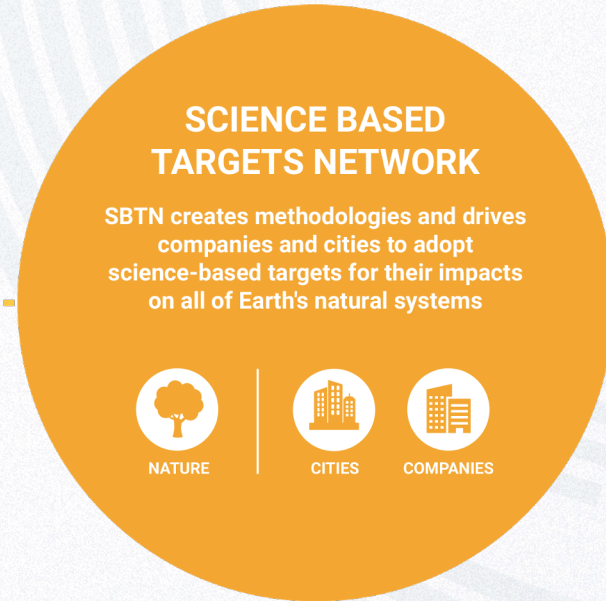 SCIENCE BASED
TARGETS NETWORK
SBTN creates methodologies and drives
companies and cities to adopt
science-based targets for their impacts
on all of Earth's natural systems
NATURE
CITIES
COMPANIES